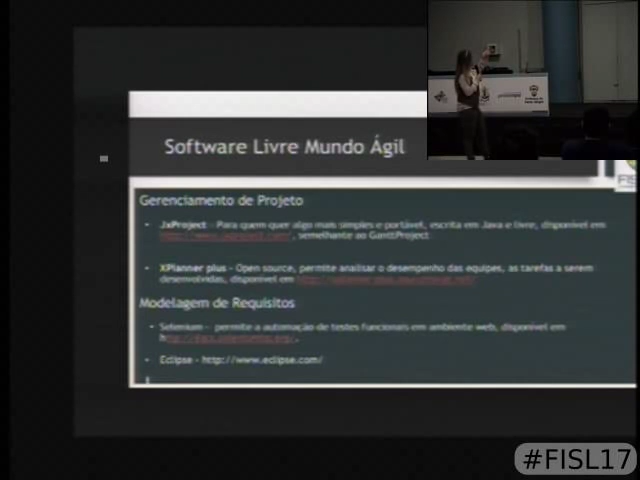 Software Livre Mundo Ágil
Gerenciamento de Projeto
JxProject - Para quem quer algo mais simples e portável, escrita em Java e livre, disponível em
, semelhante ao GanttProject
XPlanner plus - Open source, permite analisar o desempenho das equipes, as tarefas a serem
desenvolvidas, disponível em
Modelagem de Requisitos
Selenium - permite a automação de testes funcionais em ambiente web, disponível em
Eclipse - http://www.eclipse.com/
#FISL17